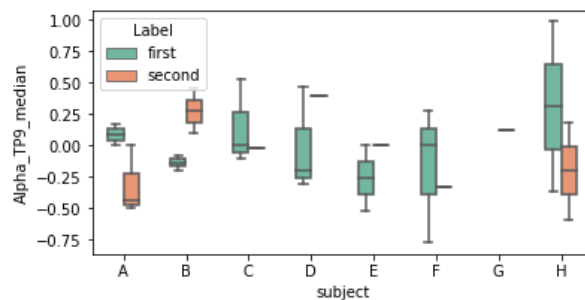 Label
first
second
1.00
0.75
0.50
0.25
0.00
-0.25
-0.50
-0.75
Alpha_TP9_median
A B C D E F G H
subject